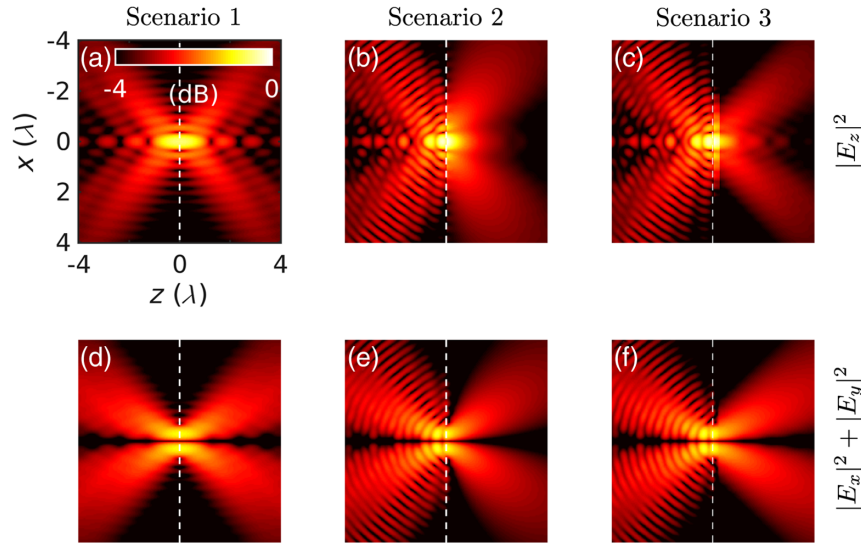 Scenario 1
Scenario 2
Scenario 3
(a)
-4
0
(dB)
(b)
(c)
-4
-2
0
2
4
x (λ)
-4
0
4
z (λ)
|E_z|^2
(d)
(e)
(f)
|E_x|^2 + |E_y|^2